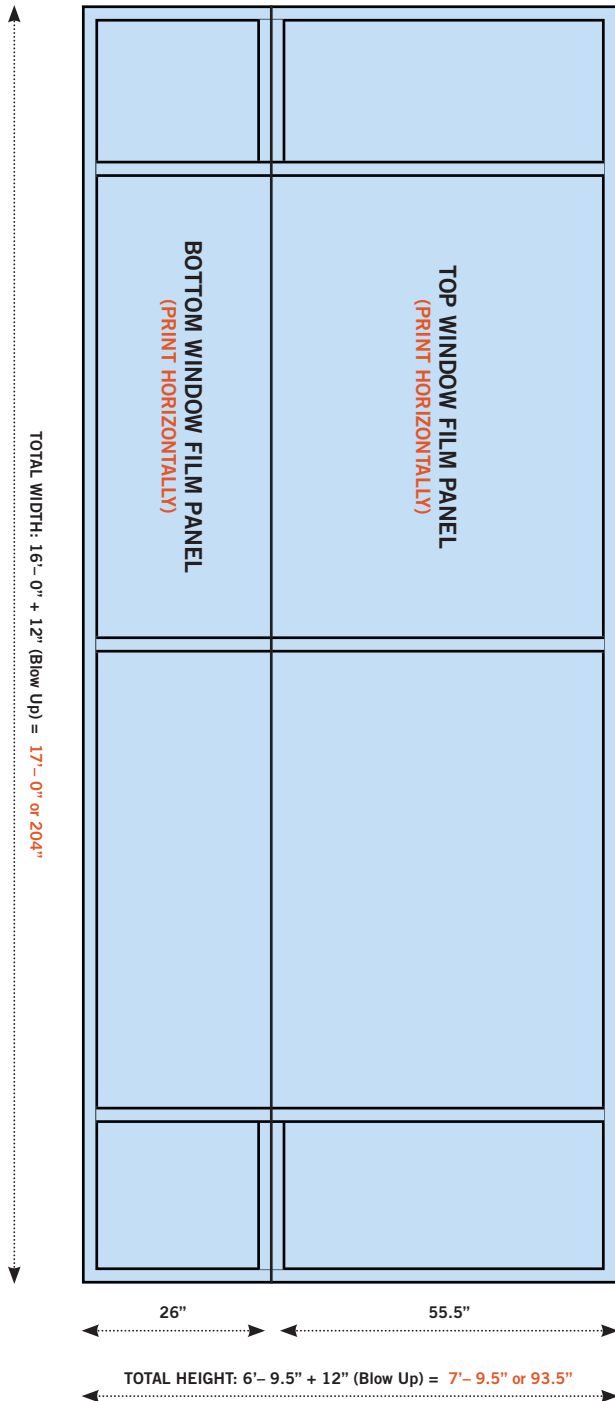 BOTTOM WINDOW FILM PANEL
(PRINT HORIZONTALLY)
TOP WINDOW FILM PANEL
(PRINT HORIZONTALLY)
TOTAL WIDTH: 16’– 0” + 12” (Blow Up) = 17’– 0” or 204”
26”
55.5”
TOTAL HEIGHT: 6’– 9.5” + 12” (Blow Up) = 7’– 9.5” or 93.5”